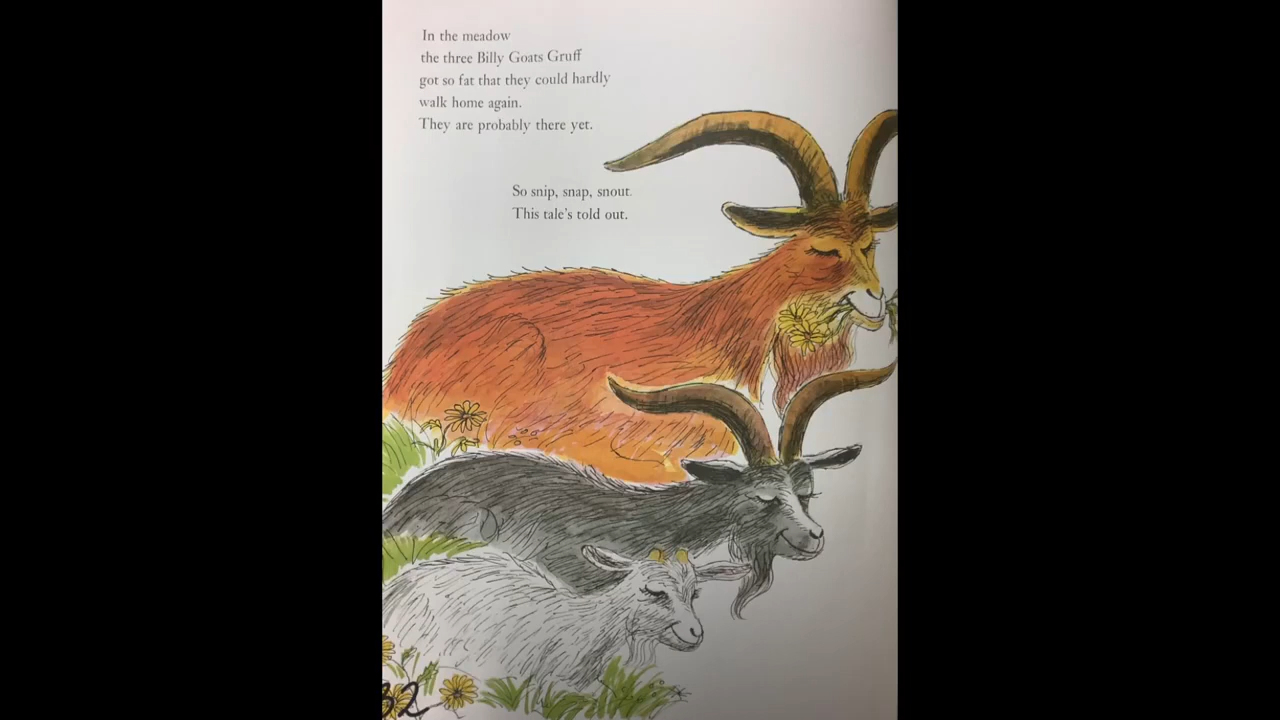 In the meadow
the three Billy Goats Gruff
got so fat that they could hardly
walk home again.
They are probably there yet.
So snip, snap, snout.
This tale's told out.
32